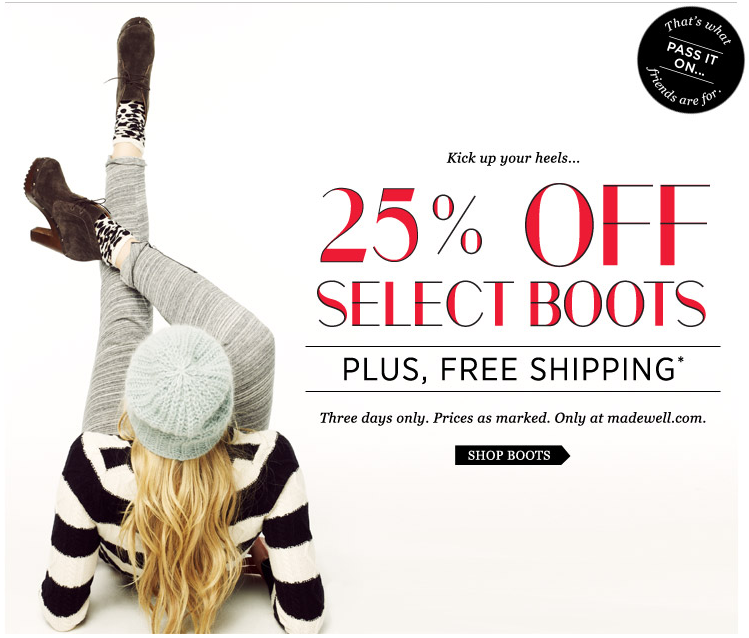 That's what
PASS IT
ON...
friends are for.
Kick up your heels...
25% OFF
SELECT BOOTS
PLUS, FREE SHIPPING*
Three days only. Prices as marked. Only at madewell.com.
SHOP BOOTS